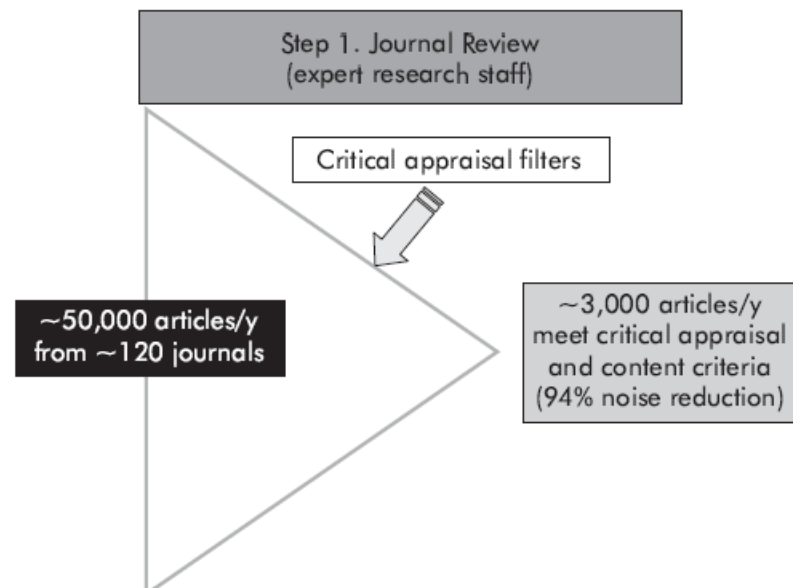 Step 1. Journal Review
(expert research staff)
Critical appraisal filters
~50,000 articles/y
from ~120 journals
~3,000 articles/y
meet critical appraisal
and content criteria
(94% noise reduction)